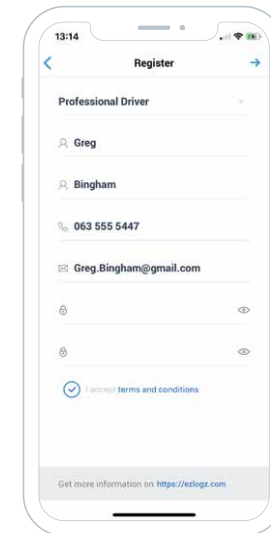 13:14
Register
Professional Driver
Greg
Bingham
063 555 5447
Greg.Bingham@gmail.com
I accept terms and conditions
Get more information on https://ezlogz.com